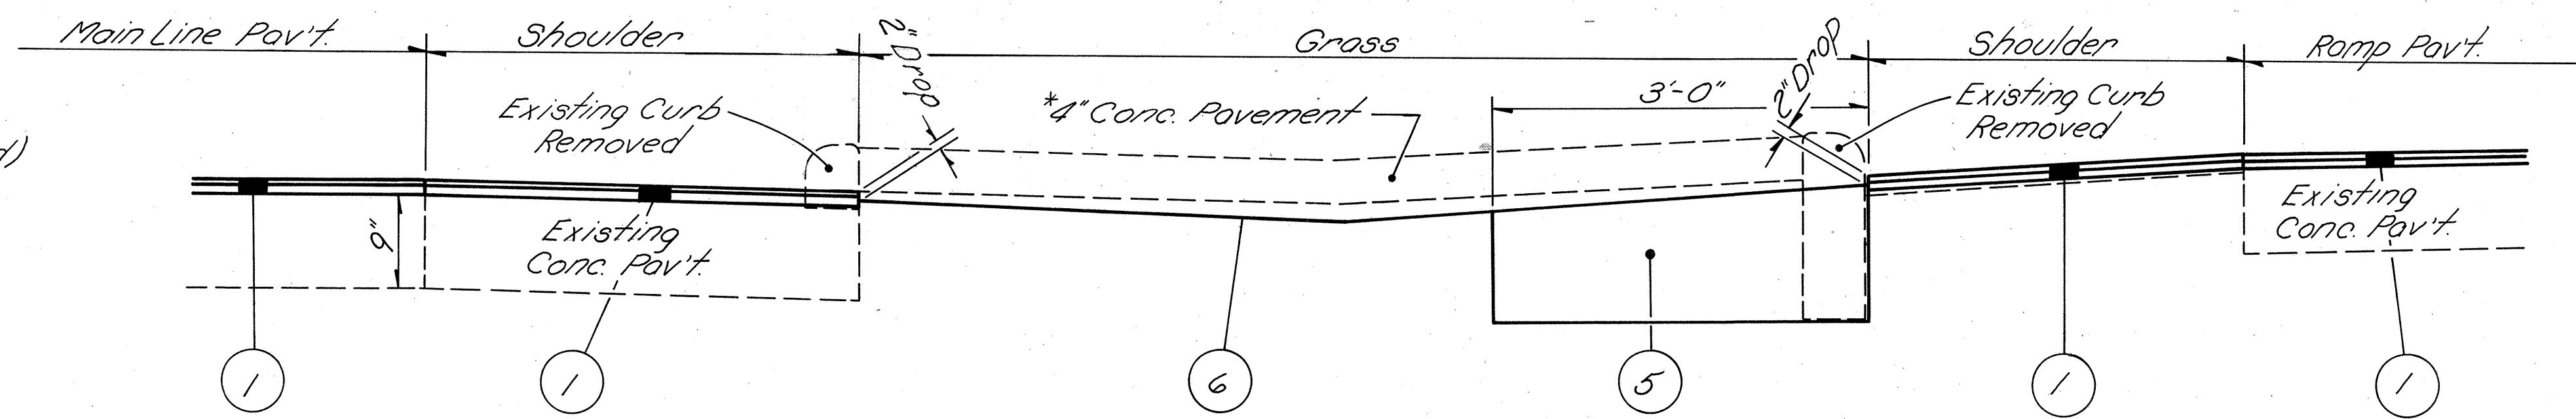 Main Line Pav't.
Shoulder
2" Drop
Grass
2" Drop
Shoulder
Ramp Pav't.
Existing Curb
Removed
*4" Conc. Pavement
3'-0"
Existing Curb
Removed
d)
9"
Existing
Conc. Pav't.
Existing
Conc. Pav't.
1
1
6
5
1
1